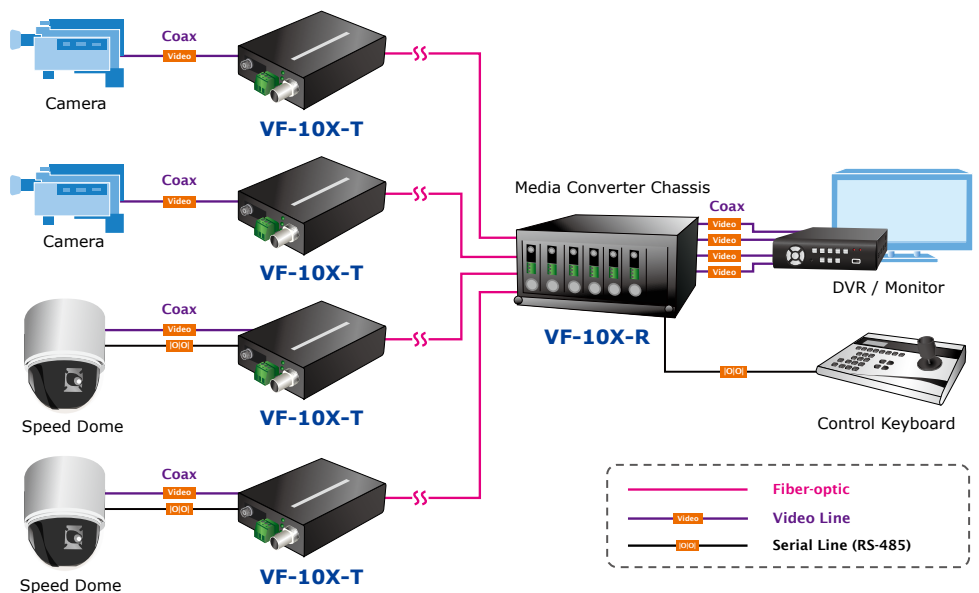 Coax
Video
Camera
VF-10X-T
Coax
Video
Camera
VF-10X-T
Coax
Video
|O|O|
Speed Dome
VF-10X-T
Coax
Video
|O|O|
Speed Dome
VF-10X-T
Media Converter Chassis
VF-10X-R
Coax
Video
Video
Video
Video
DVR / Monitor
|O|O|
Control Keyboard
Fiber-optic
Video
Video Line
|O|O|
Serial Line (RS-485)